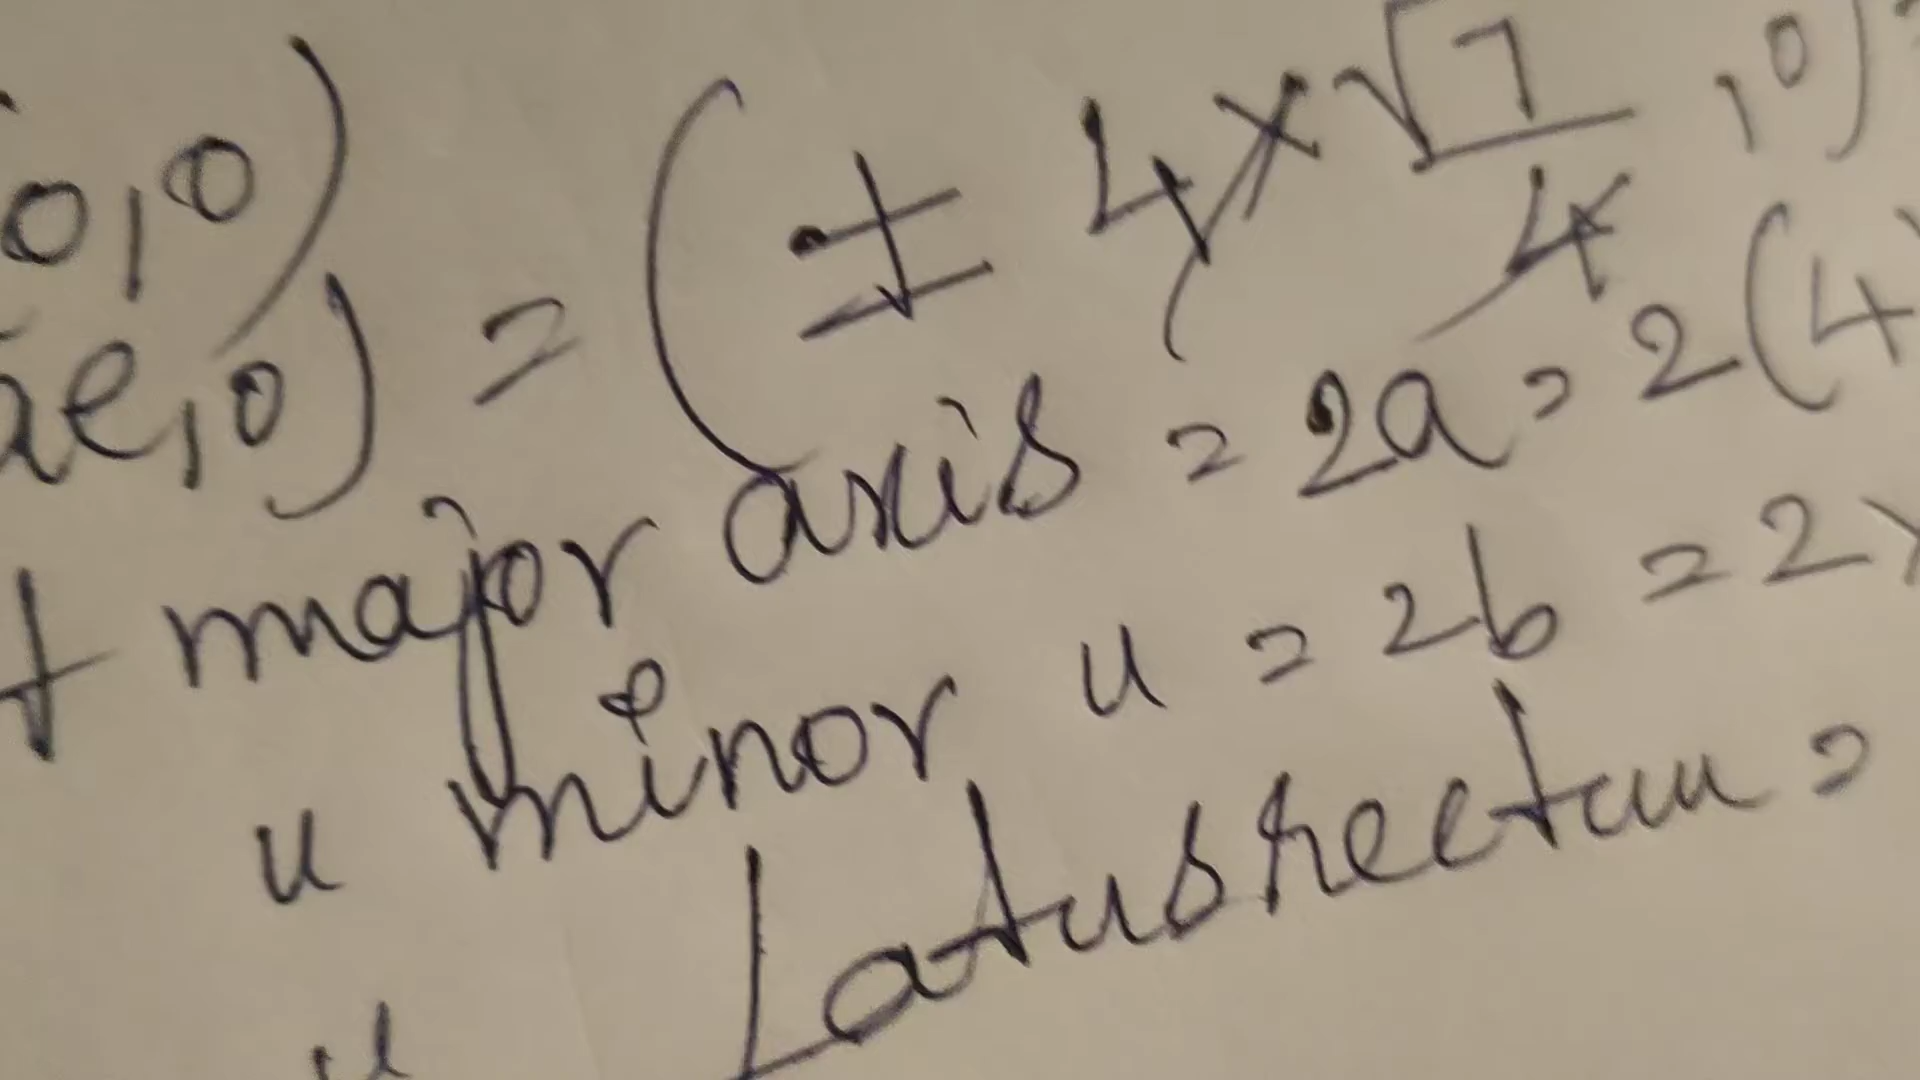 0,0)
ae,0) = (± 4 × √7/4 ,0)
major axis = 2a = 2(4
u minor u = 2b = 2×
u Latusrectum =